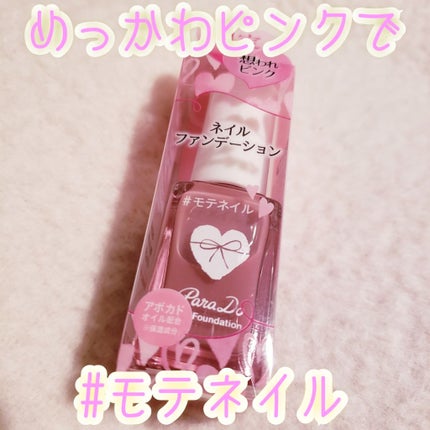 めっかわピンクで
想われ
ピンク
ネイル
ファンデーション
#モテネイル
ParaDo
Foundation
アボカド
オイル配合
※保湿成分
#モテネイル